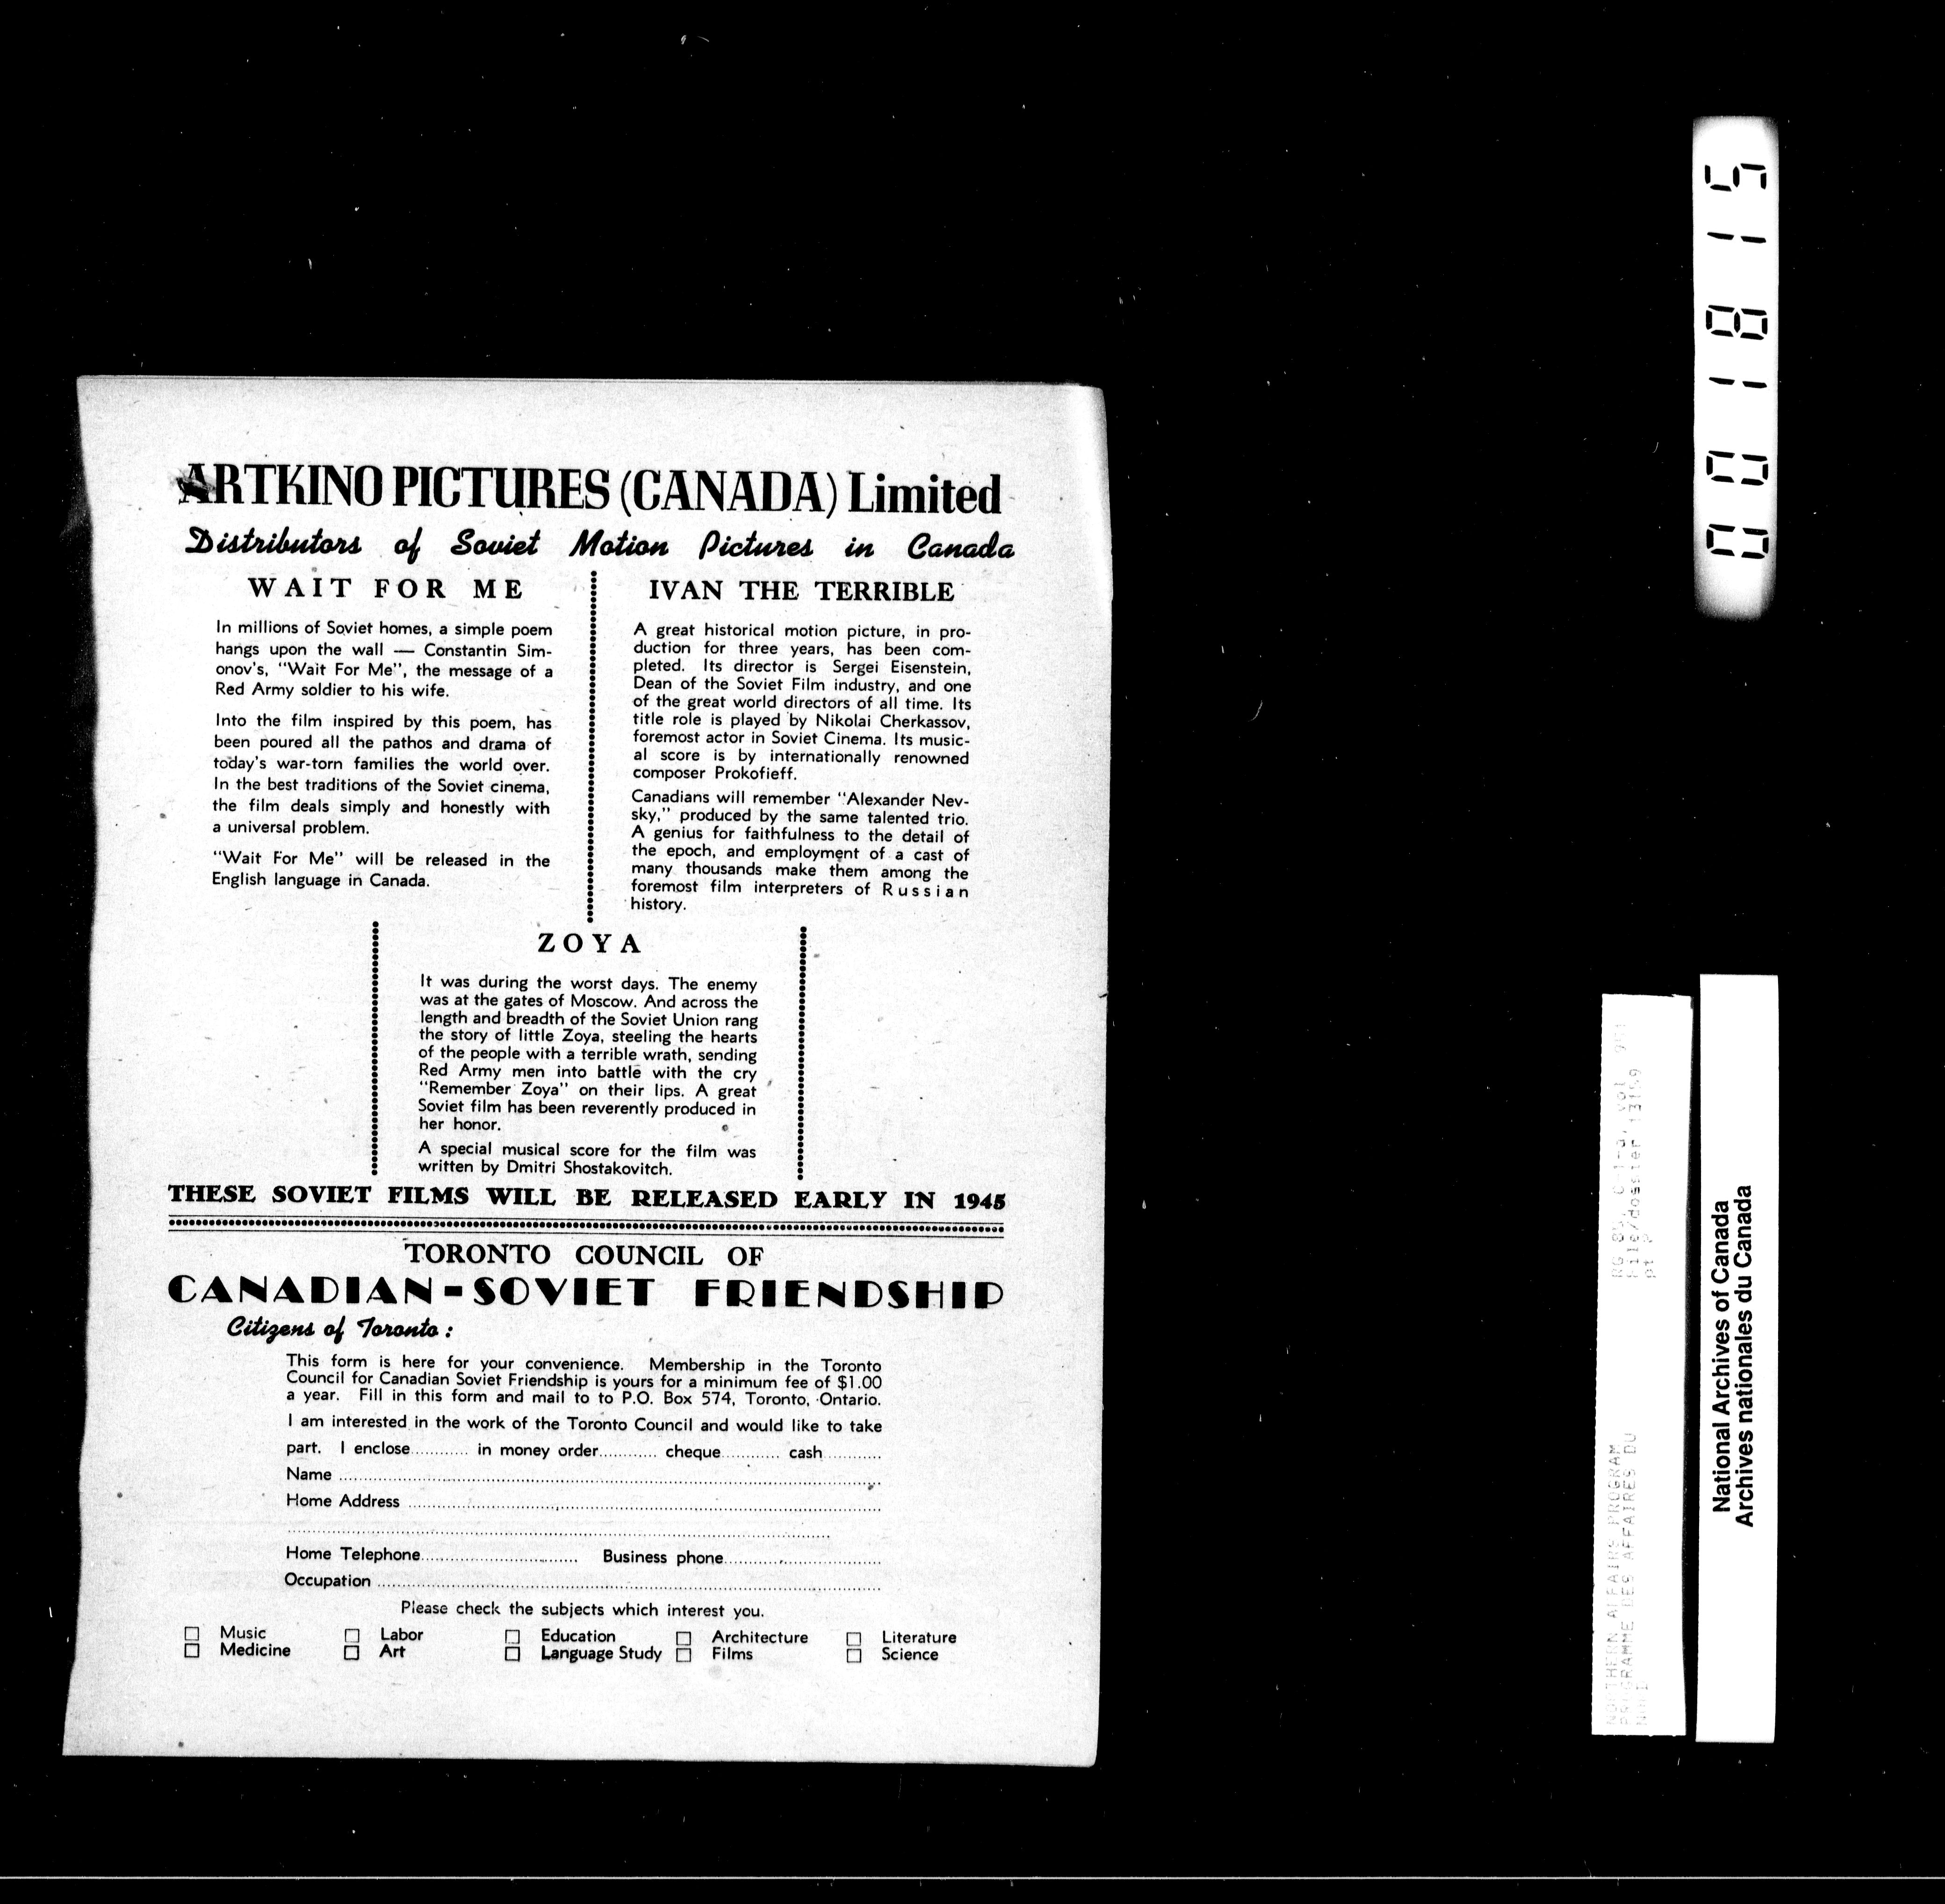 ARTKINO PICTURES (CANADA) Limited
Distributors of Soviet Motion Pictures in Canada
WAIT FOR ME
In millions of Soviet homes, a simple poem
hangs upon the wall — Constantin Sim-
onov's, "Wait For Me", the message of a
Red Army soldier to his wife.
Into the film inspired by this poem, has
been poured all the pathos and drama of
today's war-torn families the world over.
In the best traditions of the Soviet cinema,
the film deals simply and honestly with
a universal problem.
"Wait For Me" will be released in the
English language in Canada.
IVAN THE TERRIBLE
A great historical motion picture, in pro-
duction for three years, has been com-
pleted. Its director is Sergei Eisenstein,
Dean of the Soviet Film industry, and one
of the great world directors of all time. Its
title role is played by Nikolai Cherkassov,
foremost actor in Soviet Cinema. Its music-
al score is by internationally renowned
composer Prokofieff.
Canadians will remember "Alexander Nev-
sky," produced by the same talented trio.
A genius for faithfulness to the detail of
the epoch, and employment of a cast of
many thousands make them among the
foremost film interpreters of Russian
history.
ZOYA
It was during the worst days. The enemy
was at the gates of Moscow. And across the
length and breadth of the Soviet Union rang
the story of little Zoya, steeling the hearts
of the people with a terrible wrath, sending
Red Army men into battle with the cry
"Remember Zoya" on their lips. A great
Soviet film has been reverently produced in
her honor.
A special musical score for the film was
written by Dmitri Shostakovitch.
THESE SOVIET FILMS WILL BE RELEASED EARLY IN 1945
TORONTO COUNCIL OF
CANADIAN-SOVIET FRIENDSHIP
Citizens of Toronto:
This form is here for your convenience. Membership in the Toronto
Council for Canadian Soviet Friendship is yours for a minimum fee of $1.00
a year. Fill in this form and mail to to P.O. Box 574, Toronto, Ontario.
I am interested in the work of the Toronto Council and would like to take
part. I enclose............ in money order............ cheque............ cash............
Name ............
Home Address ............
Home Telephone............ Business phone............
Occupation ............
Please check the subjects which interest you.
☐ Music ☐ Labor ☐ Education ☐ Architecture ☐ Literature
☐ Medicine ☐ Art ☐ Language Study ☐ Films ☐ Science
001815
National Archives of Canada
Archives nationales du Canada
NORTHERN AFFAIRS PROGRAM
PROGRAMME DES AFFAIRES DU